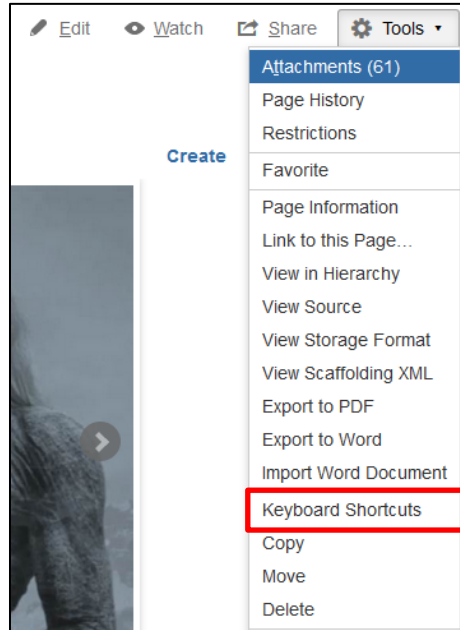 Edit Watch Share Tools
Attachments (61)
Page History
Restrictions
Create
Favorite
Page Information
Link to this Page...
View in Hierarchy
View Source
View Storage Format
View Scaffolding XML
Export to PDF
Export to Word
Import Word Document
Keyboard Shortcuts
Copy
Move
Delete